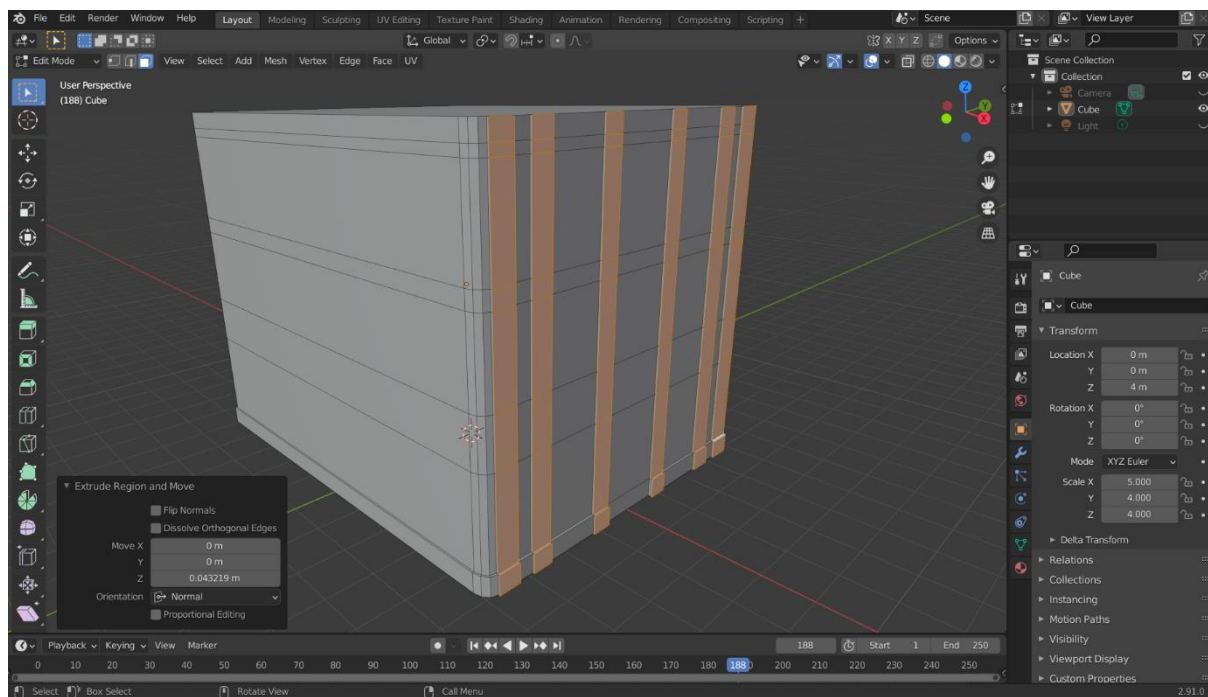 File Edit Render Window Help Layout Modeling Sculpting UV Editing Texture Paint Shading Animation Rendering Compositing Scripting + Scene View Layer
Global X Y Z Options
Edit Mode View Select Add Mesh Vertex Edge Face UV
User Perspective
(188) Cube
Z
Y
X
Scene Collection
Collection
Camera
Cube
Light
Cube
Cube
Transform
Location X 0 m
Y 0 m
Z 4 m
Rotation X 0°
Y 0°
Z 0°
Mode XYZ Euler
Scale X 5.000
Y 4.000
Z 4.000
Delta Transform
Relations
Collections
Instancing
Motion Paths
Visibility
Viewport Display
Custom Properties
Extrude Region and Move
Flip Normals
Dissolve Orthogonal Edges
Move X 0 m
Y 0 m
Z 0.043219 m
Orientation Normal
Proportional Editing
Playback Keying View Marker 188 Start 1 End 250
0 10 20 30 40 50 60 70 80 90 100 110 120 130 140 150 160 170 188 200 210 220 230 240 250
Select Box Select Rotate View Call Menu 2.91.0